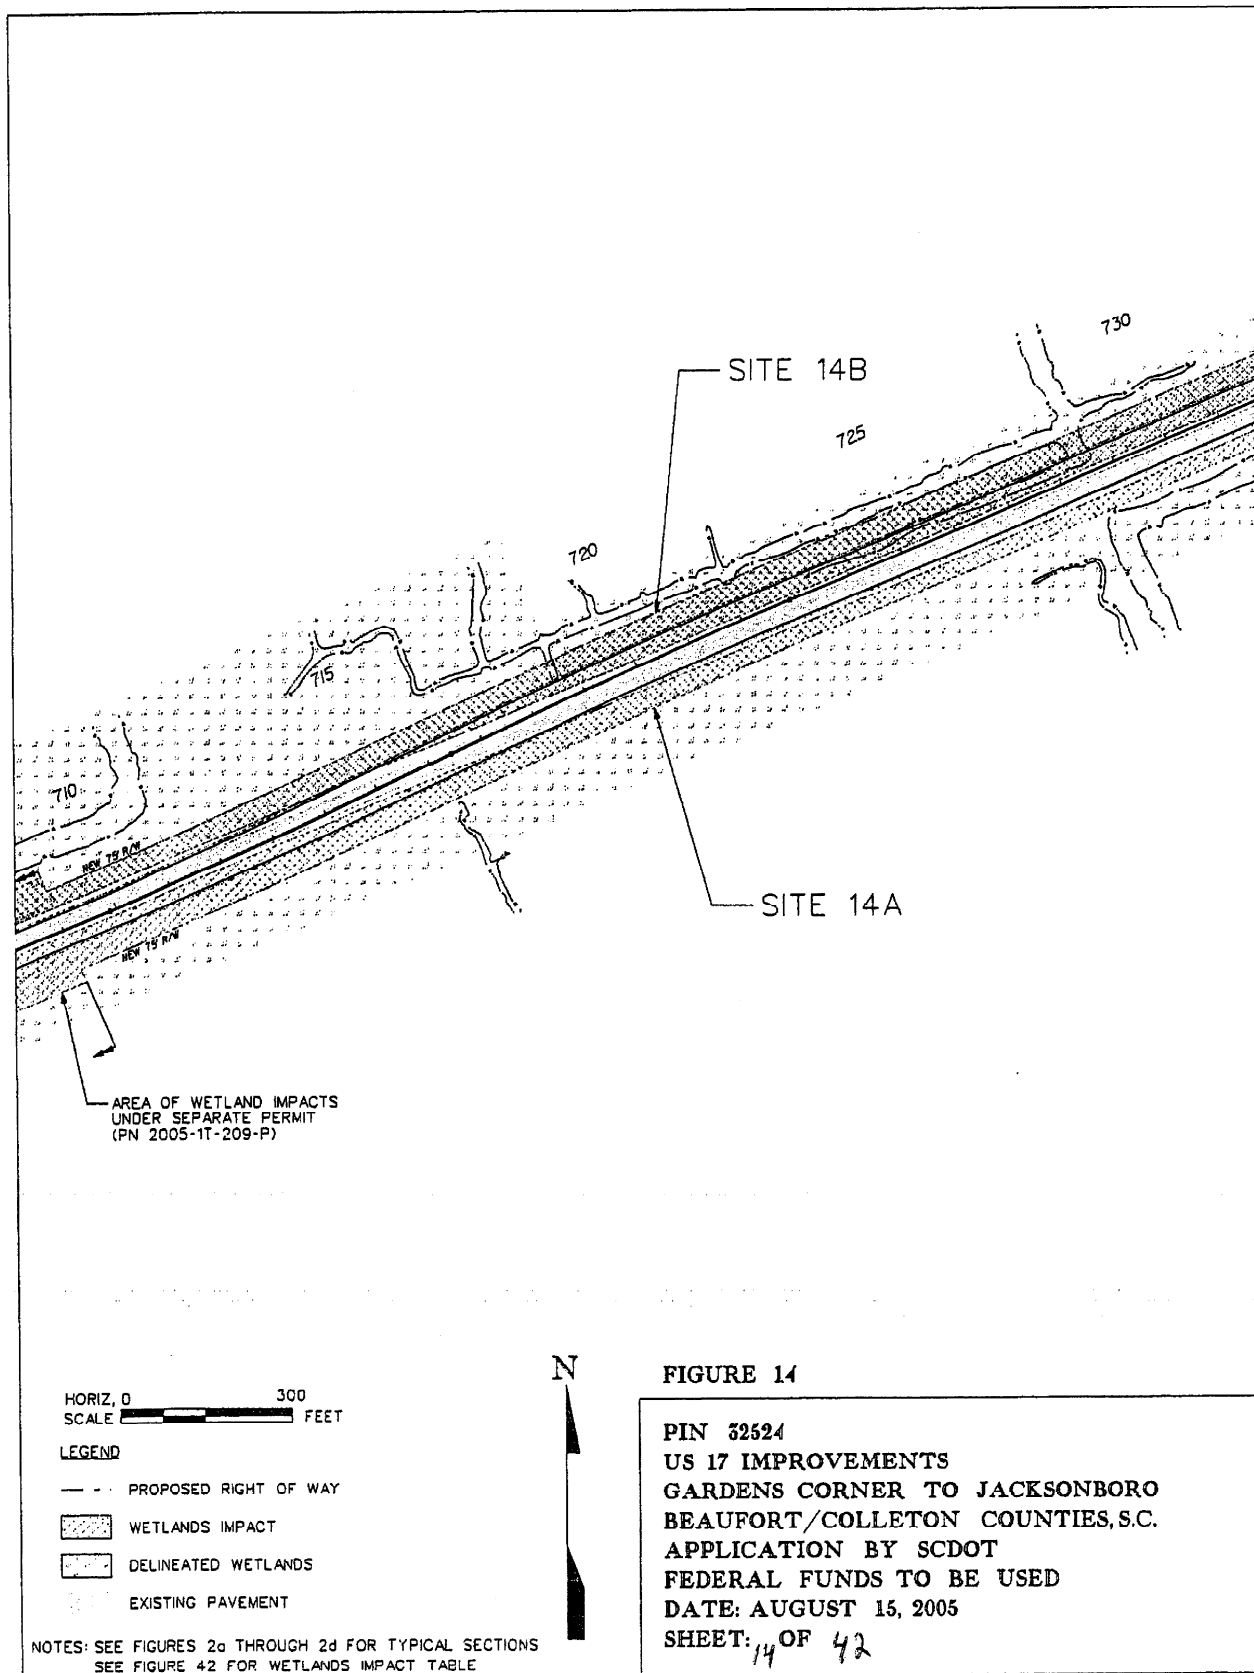 730
SITE 14B
725
720
715
710
NEW 75' R/W
SITE 14A
NEW 75' R/W
AREA OF WETLAND IMPACTS
UNDER SEPARATE PERMIT
(PN 2005-1T-209-P)
N
FIGURE 14
HORIZ. 0 300
SCALE FEET
LEGEND
PROPOSED RIGHT OF WAY
WETLANDS IMPACT
DELINEATED WETLANDS
EXISTING PAVEMENT
NOTES: SEE FIGURES 2a THROUGH 2d FOR TYPICAL SECTIONS
SEE FIGURE 42 FOR WETLANDS IMPACT TABLE
PIN 32524
US 17 IMPROVEMENTS
GARDENS CORNER TO JACKSONBORO
BEAUFORT/COLLETON COUNTIES, S.C.
APPLICATION BY SCDOT
FEDERAL FUNDS TO BE USED
DATE: AUGUST 15, 2005
SHEET: 14 OF 42